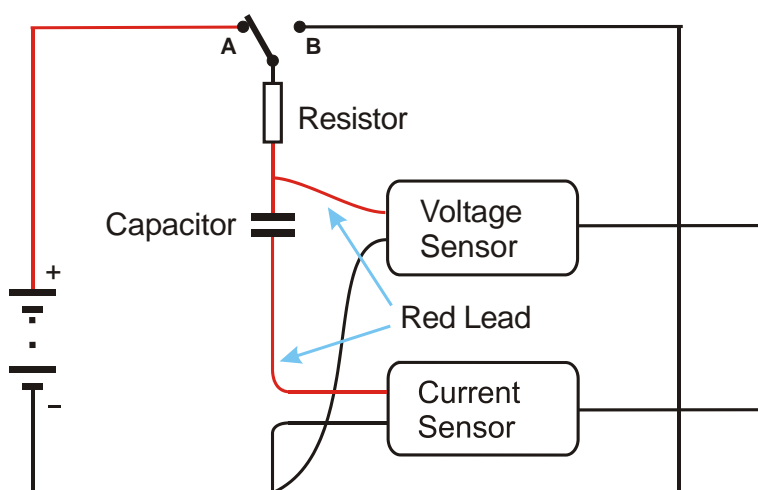 A
B
Resistor
Capacitor
Voltage
Sensor
+
Red Lead
Current
Sensor
−